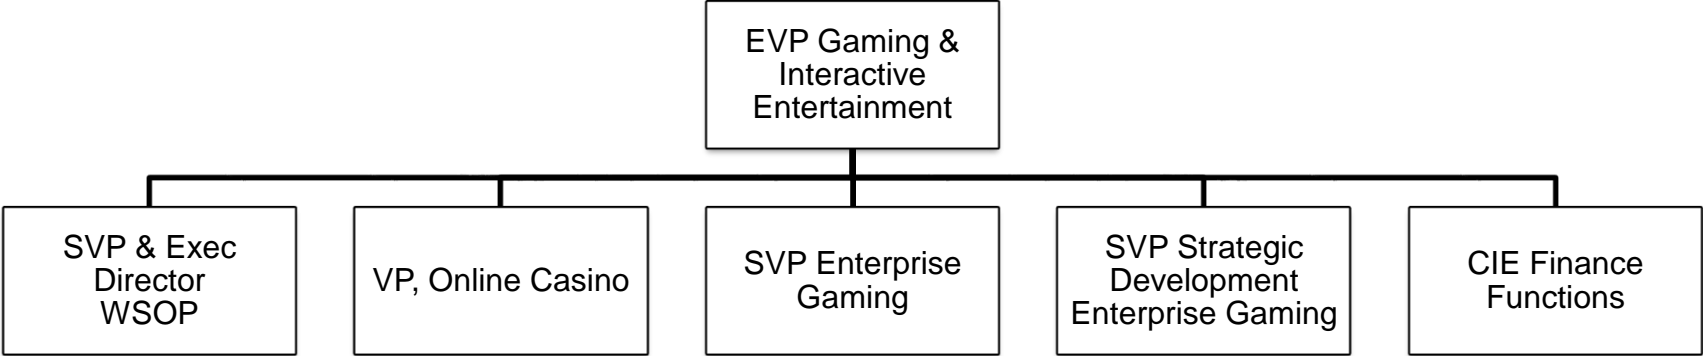 EVP Gaming &
Interactive
Entertainment
SVP & Exec
Director
WSOP
VP, Online Casino
SVP Enterprise
Gaming
SVP Strategic
Development
Enterprise Gaming
CIE Finance
Functions